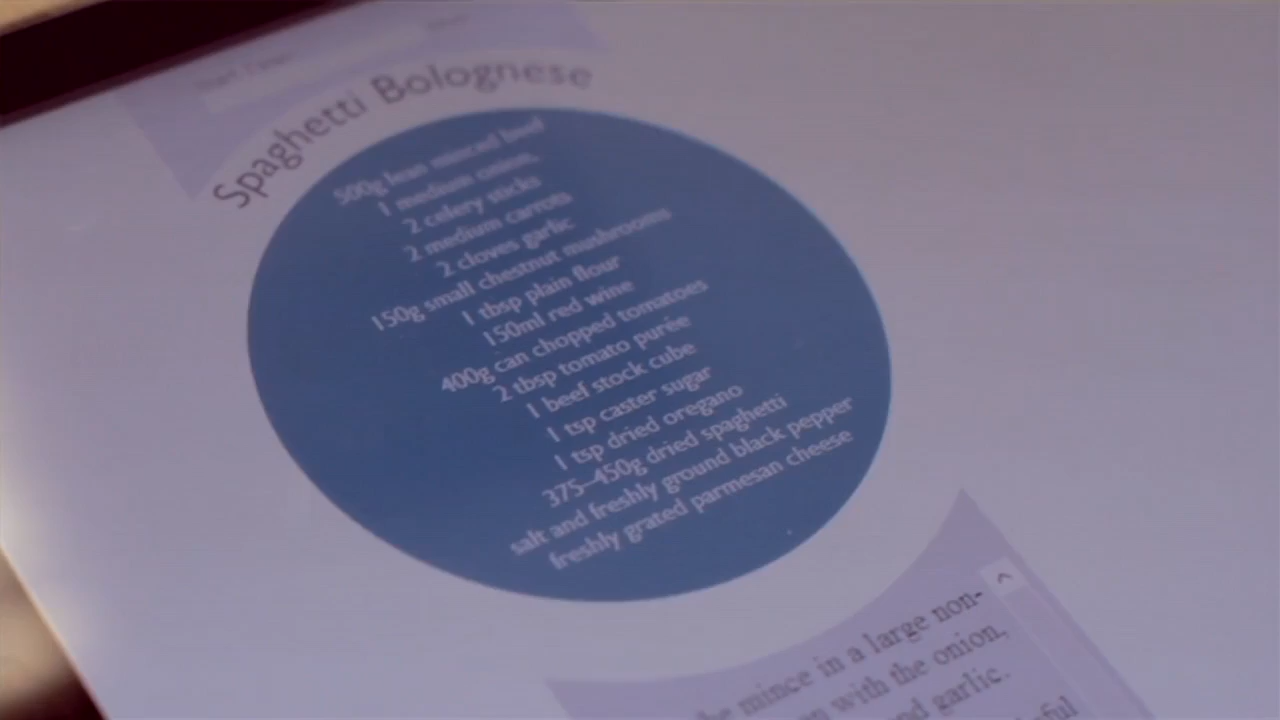 Spaghetti Bolognese
500g lean minced beef
1 medium onion
2 celery sticks
2 medium carrots
2 cloves garlic
150g small chestnut mushrooms
1 tbsp plain flour
150ml red wine
400g can chopped tomatoes
2 tbsp tomato purée
1 beef stock cube
1 tsp caster sugar
1 tsp dried oregano
375–450g dried spaghetti
salt and freshly ground black pepper
freshly grated parmesan cheese
mince in a large non-
with the onion,
garlic.